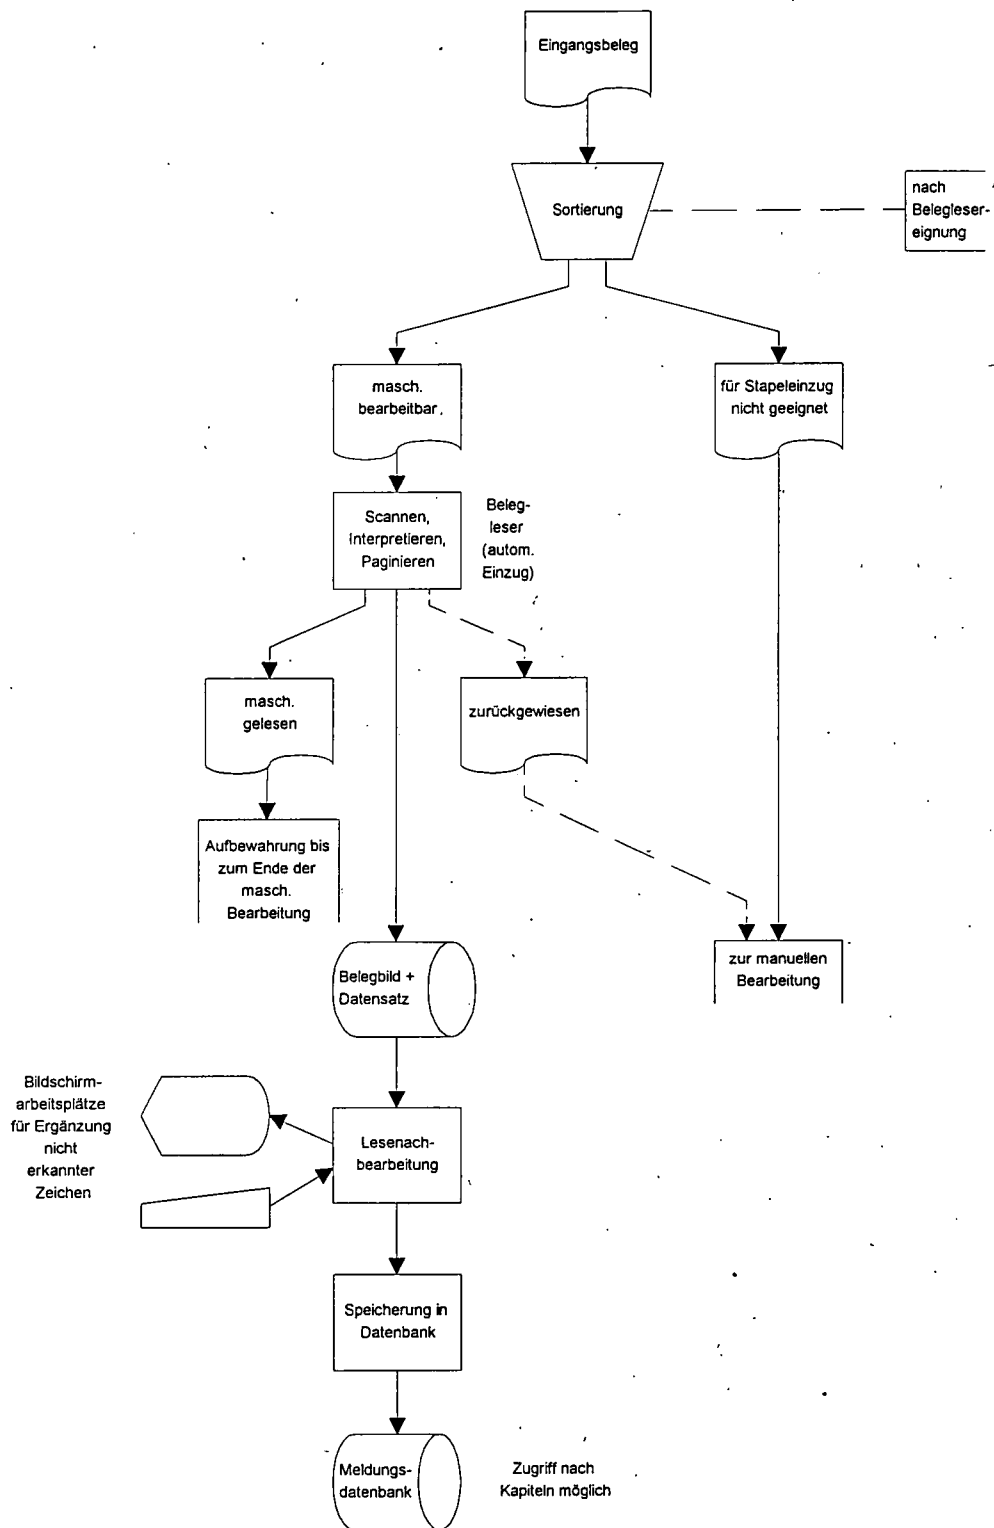 Eingangsbeleg
Sortierung
nach
Belegleser-
eignung
masch.
bearbeitbar
für Stapeleinzug
nicht geeignet
Scannen,
Interpretieren,
Paginieren
Beleg-
leser
(autom.
Einzug)
masch.
gelesen
zurückgewiesen
Aufbewahrung bis
zum Ende der
masch.
Bearbeitung
Belegbild +
Datensatz
zur manuellen
Bearbeitung
Bildschirm-
arbeitsplätze
für Ergänzung
nicht
erkannter
Zeichen
Lesenach-
bearbeitung
Speicherung in
Datenbank
Meldungs-
datenbank
Zugriff nach
Kapiteln möglich